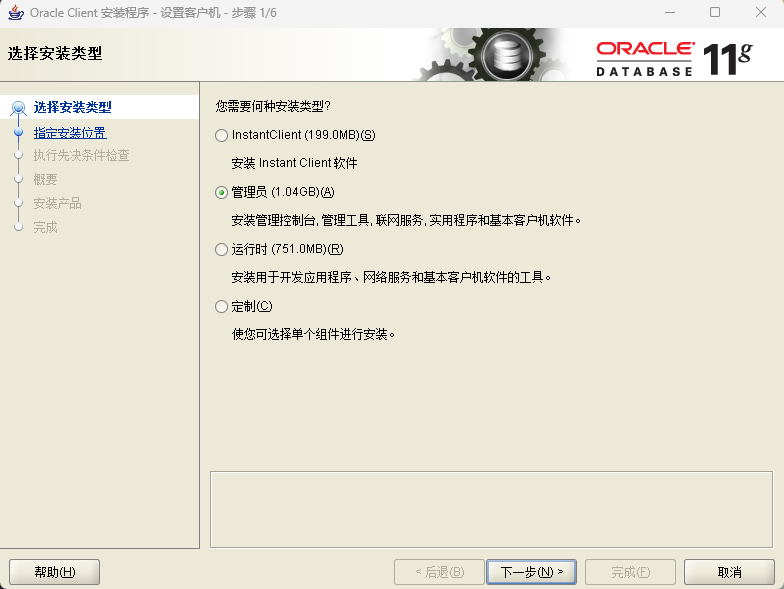 Oracle Client 安装程序 - 设置客户机 - 步骤 1/6
选择安装类型
ORACLE
DATABASE 11g
选择安装类型
指定安装位置
执行先决条件检查
概要
安装产品
完成
您需要何种安装类型?
InstantClient (199.0MB)(S)
安装 Instant Client 软件
管理员 (1.04GB)(A)
安装管理控制台, 管理工具, 联网服务, 实用程序和基本客户机软件。
运行时 (751.0MB)(R)
安装用于开发应用程序、网络服务和基本客户机软件的工具。
定制(C)
使您可选择单个组件进行安装。
帮助(H)
< 后退(B)
下一步(N) >
完成(F)
取消